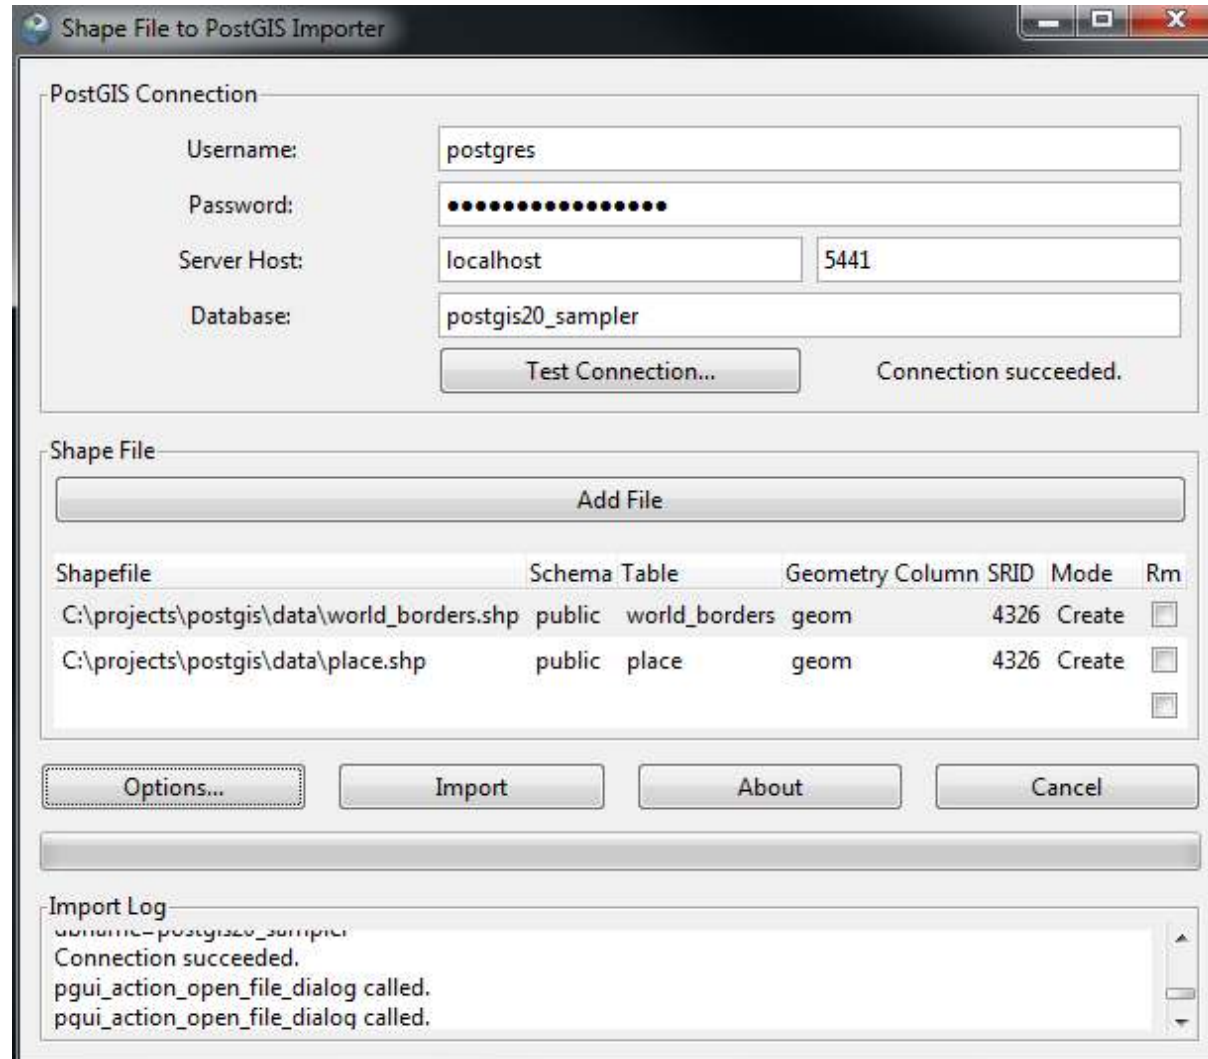 Shape File to PostGIS Importer
PostGIS Connection
Username: postgres
Password: ••••••••••••••••
Server Host: localhost 5441
Database: postgis20_sampler
Test Connection... Connection succeeded.
Shape File
Add File
Shapefile Schema Table Geometry Column SRID Mode Rm
C:\projects\postgis\data\world_borders.shp public world_borders geom 4326 Create
C:\projects\postgis\data\place.shp public place geom 4326 Create
Options... Import About Cancel
Import Log
dbname=postgis20_sampler
Connection succeeded.
pgui_action_open_file_dialog called.
pgui_action_open_file_dialog called.